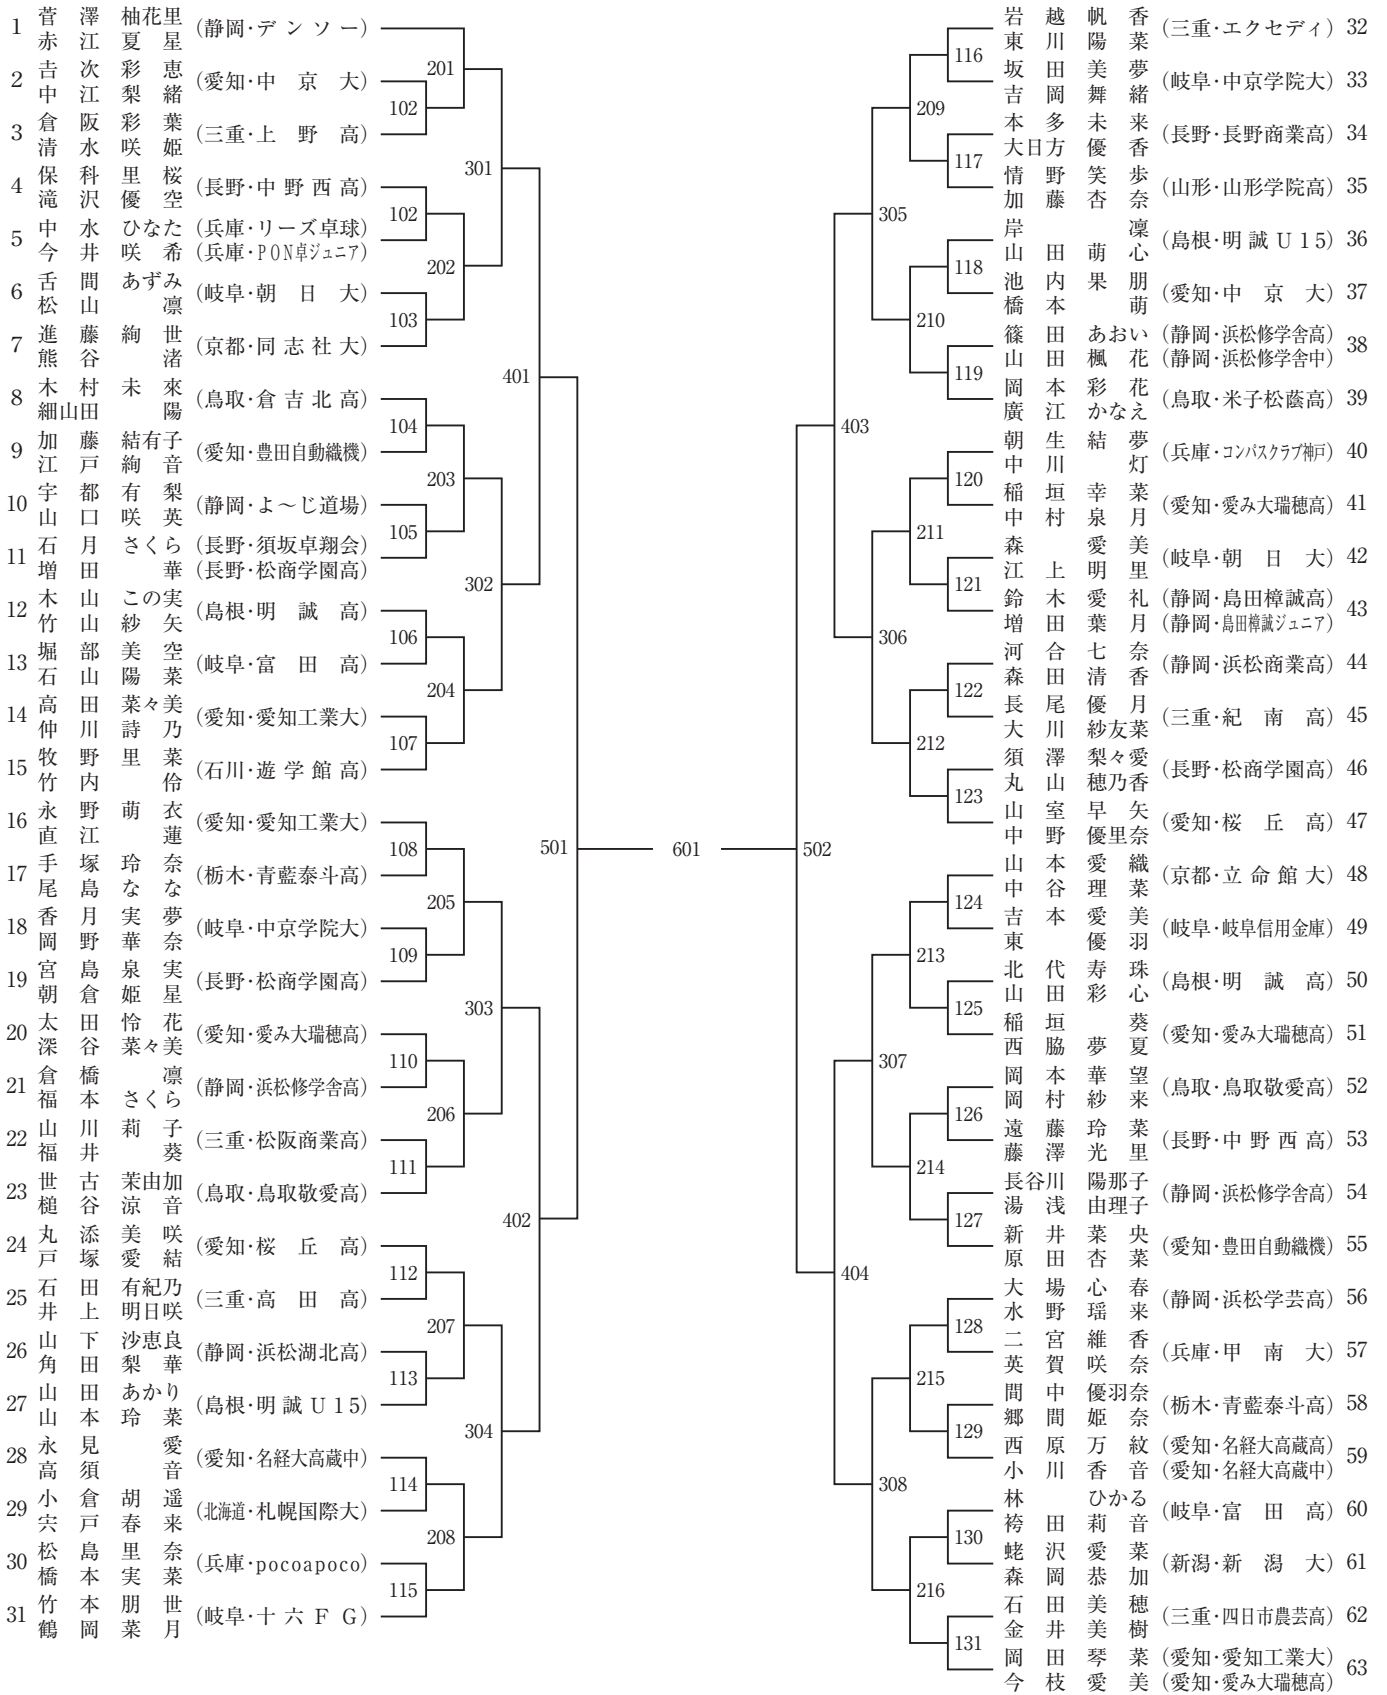 1 菅澤 柚花里 (静岡・デンソー)
赤江 夏星
2 𠮷次 彩恵 (愛知・中京大)
中江 梨緒
3 倉阪 彩葉 (三重・上野高)
清水 咲姫
4 保科 里桜 (長野・中野西高)
滝沢 優空
5 中水 ひなた (兵庫・リーズ卓球)
今井 咲希 (兵庫・PON卓ジュニア)
6 舌間 あずみ (岐阜・朝日大)
松山 凛
7 進藤 絢世 (京都・同志社大)
熊谷 渚
8 木村 未來 (鳥取・倉吉北高)
細山田 陽
9 加藤 結有子 (愛知・豊田自動織機)
江戸 絢音
10 宇都 有梨 (静岡・よ〜じ道場)
山口 咲英
11 石月 さくら (長野・須坂卓翔会)
増田 華 (長野・松商学園高)
12 木山 この実 (島根・明誠高)
竹山 紗矢
13 堀部 美空 (岐阜・富田高)
石山 陽菜
14 高田 菜々美 (愛知・愛知工業大)
仲川 詩乃
15 牧野 里菜 (石川・遊学館高)
竹内 伶
16 永野 萌衣 (愛知・愛知工業大)
直江 蓮
17 手塚 玲奈 (栃木・青藍泰斗高)
尾島 なな
18 香月 実夢 (岐阜・中京学院大)
岡野 華奈
19 宮島 泉実 (長野・松商学園高)
朝倉 姫星
20 太田 怜花 (愛知・愛み大瑞穂高)
深谷 菜々美
21 倉橋 凛 (静岡・浜松修学舎高)
福本 さくら
22 山川 莉子 (三重・松阪商業高)
福井 葵
23 世古 茉由加 (鳥取・鳥取敬愛高)
槌谷 涼音
24 丸添 美咲 (愛知・桜丘高)
戸塚 愛結
25 石田 有紀乃 (三重・高田高)
井上 明日咲
26 山下 沙恵良 (静岡・浜松湖北高)
角田 梨華
27 山田 あかり (島根・明誠U15)
山本 玲菜
28 永見 愛 (愛知・名経大高蔵中)
高須 音
29 小倉 胡遥 (北海道・札幌国際大)
宍戸 春来
30 松島 里奈 (兵庫・pocoapoco)
橋本 実菜
31 竹本 朋世 (岐阜・十六FG)
鶴岡 菜月
102
102
103
104
105
106
107
108
109
110
111
112
113
114
115
201
202
203
204
205
206
207
208
301
302
303
304
401
402
501
601
502
403
404
305
306
307
308
209
210
211
212
213
214
215
216
116
117
118
119
120
121
122
123
124
125
126
127
128
129
130
131
岩越 帆香 (三重・エクセディ) 32
東川 陽菜
坂田 美夢 (岐阜・中京学院大) 33
吉岡 舞緒
本多 未来 (長野・長野商業高) 34
大日方 優香
情野 笑歩 (山形・山形学院高) 35
加藤 杏奈
岸 凜 (島根・明誠U15) 36
山田 萌心
池内 果朋 (愛知・中京大) 37
橋本 萌
篠田 あおい (静岡・浜松修学舎高) 38
山田 楓花 (静岡・浜松修学舎中)
岡本 彩花 (鳥取・米子松蔭高) 39
廣江 かなえ
朝生 結夢 (兵庫・コンパスクラブ神戸) 40
中川 灯
稲垣 幸菜 (愛知・愛み大瑞穂高) 41
中村 泉月
森 愛美 (岐阜・朝日大) 42
江上 明里
鈴木 愛礼 (静岡・島田樟誠高) 43
増田 葉月 (静岡・島田樟誠ジュニア)
河合 七奈 (静岡・浜松商業高) 44
森田 清香
長尾 優月 (三重・紀南高) 45
大川 紗友菜
須澤 梨々愛 (長野・松商学園高) 46
丸山 穂乃香
山室 早矢 (愛知・桜丘高) 47
中野 優里奈
山本 愛織 (京都・立命館大) 48
中谷 理菜
吉本 愛美 (岐阜・岐阜信用金庫) 49
東 優羽
北代 寿珠 (島根・明誠高) 50
山田 彩心
稲垣 葵 (愛知・愛み大瑞穂高) 51
西脇 夢夏
岡本 華望 (鳥取・鳥取敬愛高) 52
岡村 紗来
遠藤 玲菜 (長野・中野西高) 53
藤澤 光里
長谷川 陽那子 (静岡・浜松修学舎高) 54
湯浅 由理子
新井 菜央 (愛知・豊田自動織機) 55
原田 杏菜
大場 心春 (静岡・浜松学芸高) 56
水野 瑶来
二宮 維香 (兵庫・甲南大) 57
英賀 咲奈
間中 優羽奈 (栃木・青藍泰斗高) 58
郷間 姫奈
西原 万紋 (愛知・名経大高蔵高) 59
小川 香音 (愛知・名経大高蔵中)
林 ひかる (岐阜・富田高) 60
袴田 莉音
蛯沢 愛菜 (新潟・新潟大) 61
森岡 恭加
石田 美穂 (三重・四日市農芸高) 62
金井 美樹
岡田 琴菜 (愛知・愛知工業大) 63
今枝 愛美 (愛知・愛み大瑞穂高)